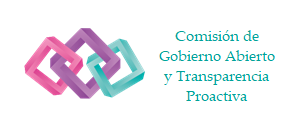 Comisión de
Gobierno Abierto
y Transparencia
Proactiva